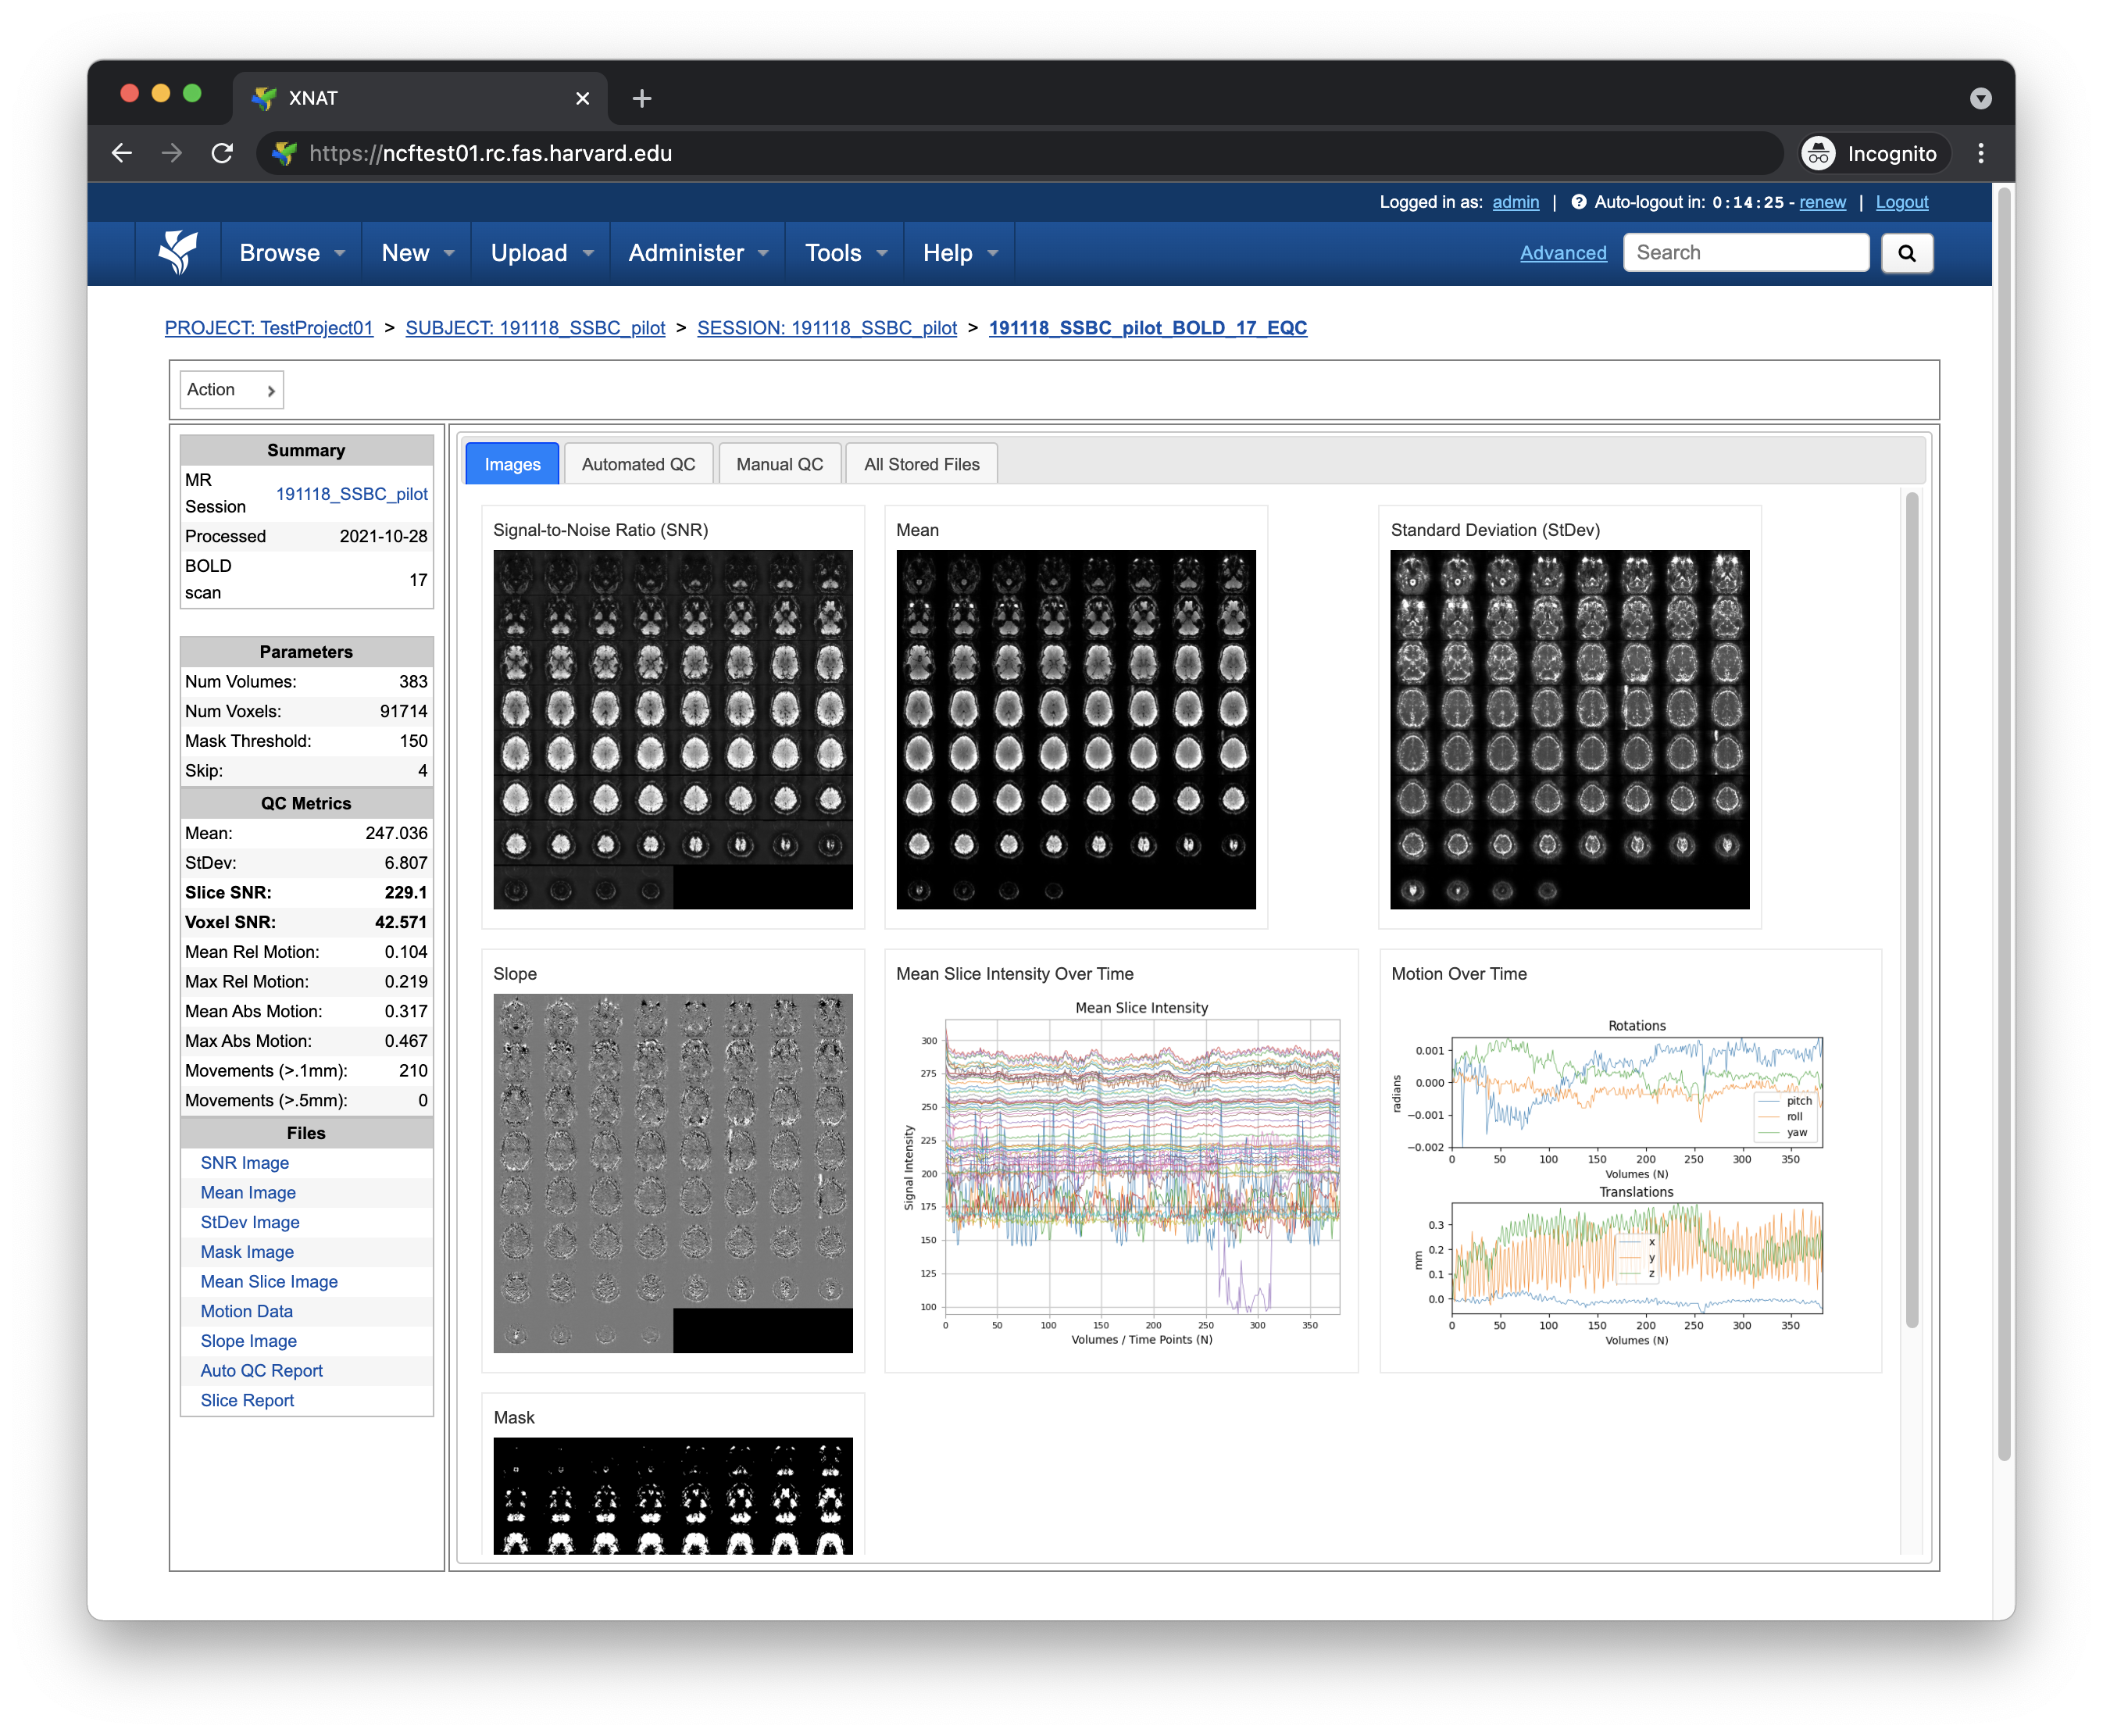 XNAT
https://ncftest01.rc.fas.harvard.edu
Incognito
Logged in as: admin | ? Auto-logout in: 0:14:25 - renew | Logout
Browse New Upload Administer Tools Help Advanced Search
PROJECT: TestProject01 > SUBJECT: 191118_SSBC_pilot > SESSION: 191118_SSBC_pilot > 191118_SSBC_pilot_BOLD_17_EQC
Action
Summary
MR Session 191118_SSBC_pilot
Processed 2021-10-28
BOLD scan 17
Parameters
Num Volumes: 383
Num Voxels: 91714
Mask Threshold: 150
Skip: 4
QC Metrics
Mean: 247.036
StDev: 6.807
Slice SNR: 229.1
Voxel SNR: 42.571
Mean Rel Motion: 0.104
Max Rel Motion: 0.219
Mean Abs Motion: 0.317
Max Abs Motion: 0.467
Movements (>.1mm): 210
Movements (>.5mm): 0
Files
SNR Image
Mean Image
StDev Image
Mask Image
Mean Slice Image
Motion Data
Slope Image
Auto QC Report
Slice Report
Images Automated QC Manual QC All Stored Files
Signal-to-Noise Ratio (SNR)
Mean
Standard Deviation (StDev)
Slope
Mean Slice Intensity Over Time
Mean Slice Intensity
Signal Intensity
300
275
250
225
200
175
150
125
100
0 50 100 150 200 250 300 350
Volumes / Time Points (N)
Motion Over Time
Rotations
radians
0.001
0.000
−0.001
−0.002
pitch
roll
yaw
0 50 100 150 200 250 300 350
Volumes (N)
Translations
mm
0.3
0.2
0.1
0.0
x
y
z
0 50 100 150 200 250 300 350
Volumes (N)
Mask